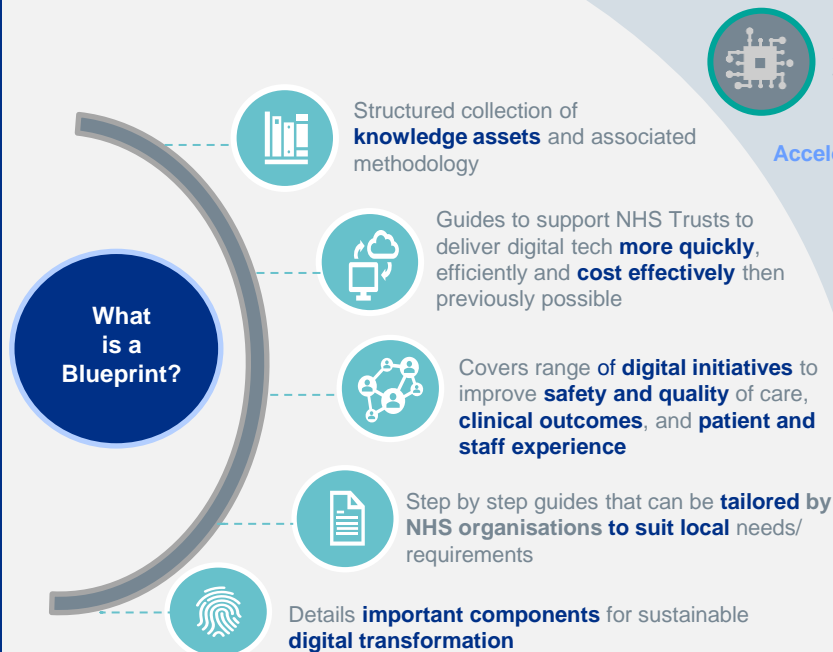 Structured collection of
knowledge assets and associated
methodology
Accel
Guides to support NHS Trusts to
deliver digital tech more quickly,
efficiently and cost effectively then
previously possible
What
is a
Blueprint?
Covers range of digital initiatives to
improve safety and quality of care,
clinical outcomes, and patient and
staff experience
Step by step guides that can be tailored by
NHS organisations to suit local needs/
requirements
Details important components for sustainable
digital transformation